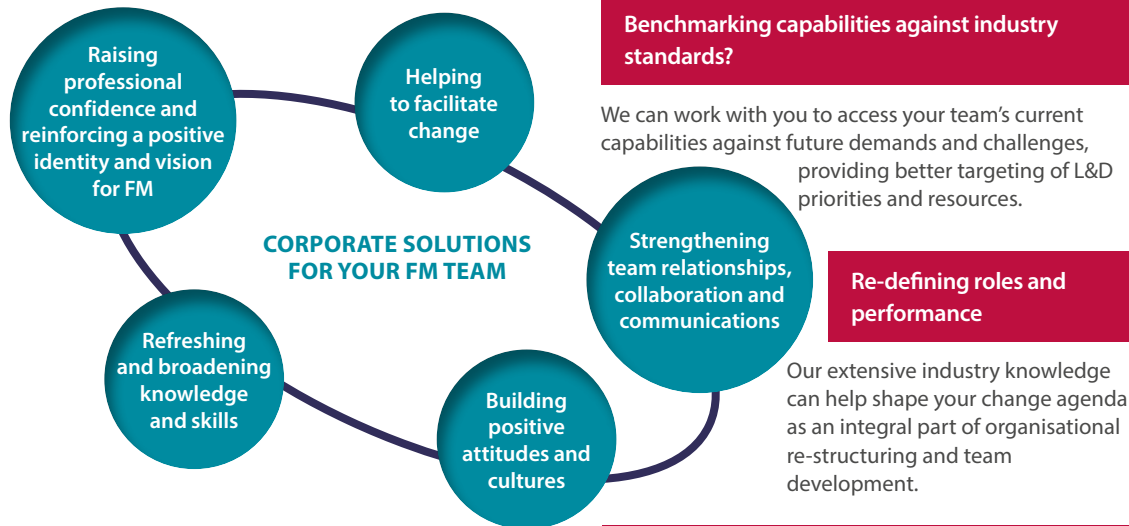 Raising
professional
confidence and
reinforcing a positive
identity and vision
for FM
Helping
to facilitate
change
CORPORATE SOLUTIONS
FOR YOUR FM TEAM
Strengthening
team relationships,
collaboration and
communications
Refreshing
and broadening
knowledge
and skills
Building
positive
attitudes and
cultures
Benchmarking capabilities against industry
standards?
We can work with you to access your team’s current
capabilities against future demands and challenges,
providing better targeting of L&D
priorities and resources.
Re-defining roles and
performance
Our extensive industry knowledge
can help shape your change agenda
as an integral part of organisational
re-structuring and team
development.